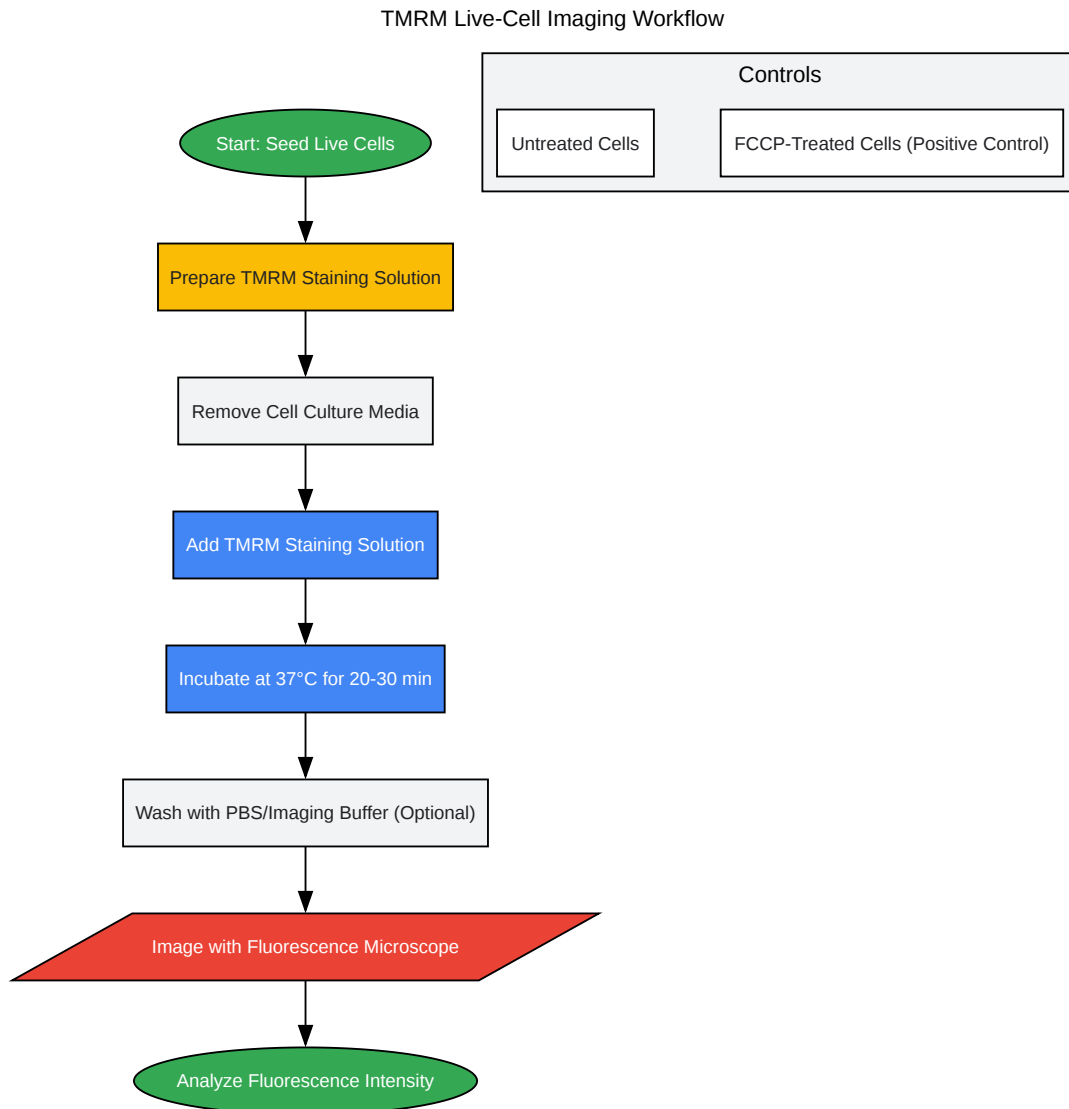 TMRM Live-Cell Imaging Workflow
Controls
Untreated Cells
FCCP-Treated Cells (Positive Control)
Start: Seed Live Cells
Prepare TMRM Staining Solution
Remove Cell Culture Media
Add TMRM Staining Solution
Incubate at 37°C for 20-30 min
Wash with PBS/Imaging Buffer (Optional)
Image with Fluorescence Microscope
Analyze Fluorescence Intensity